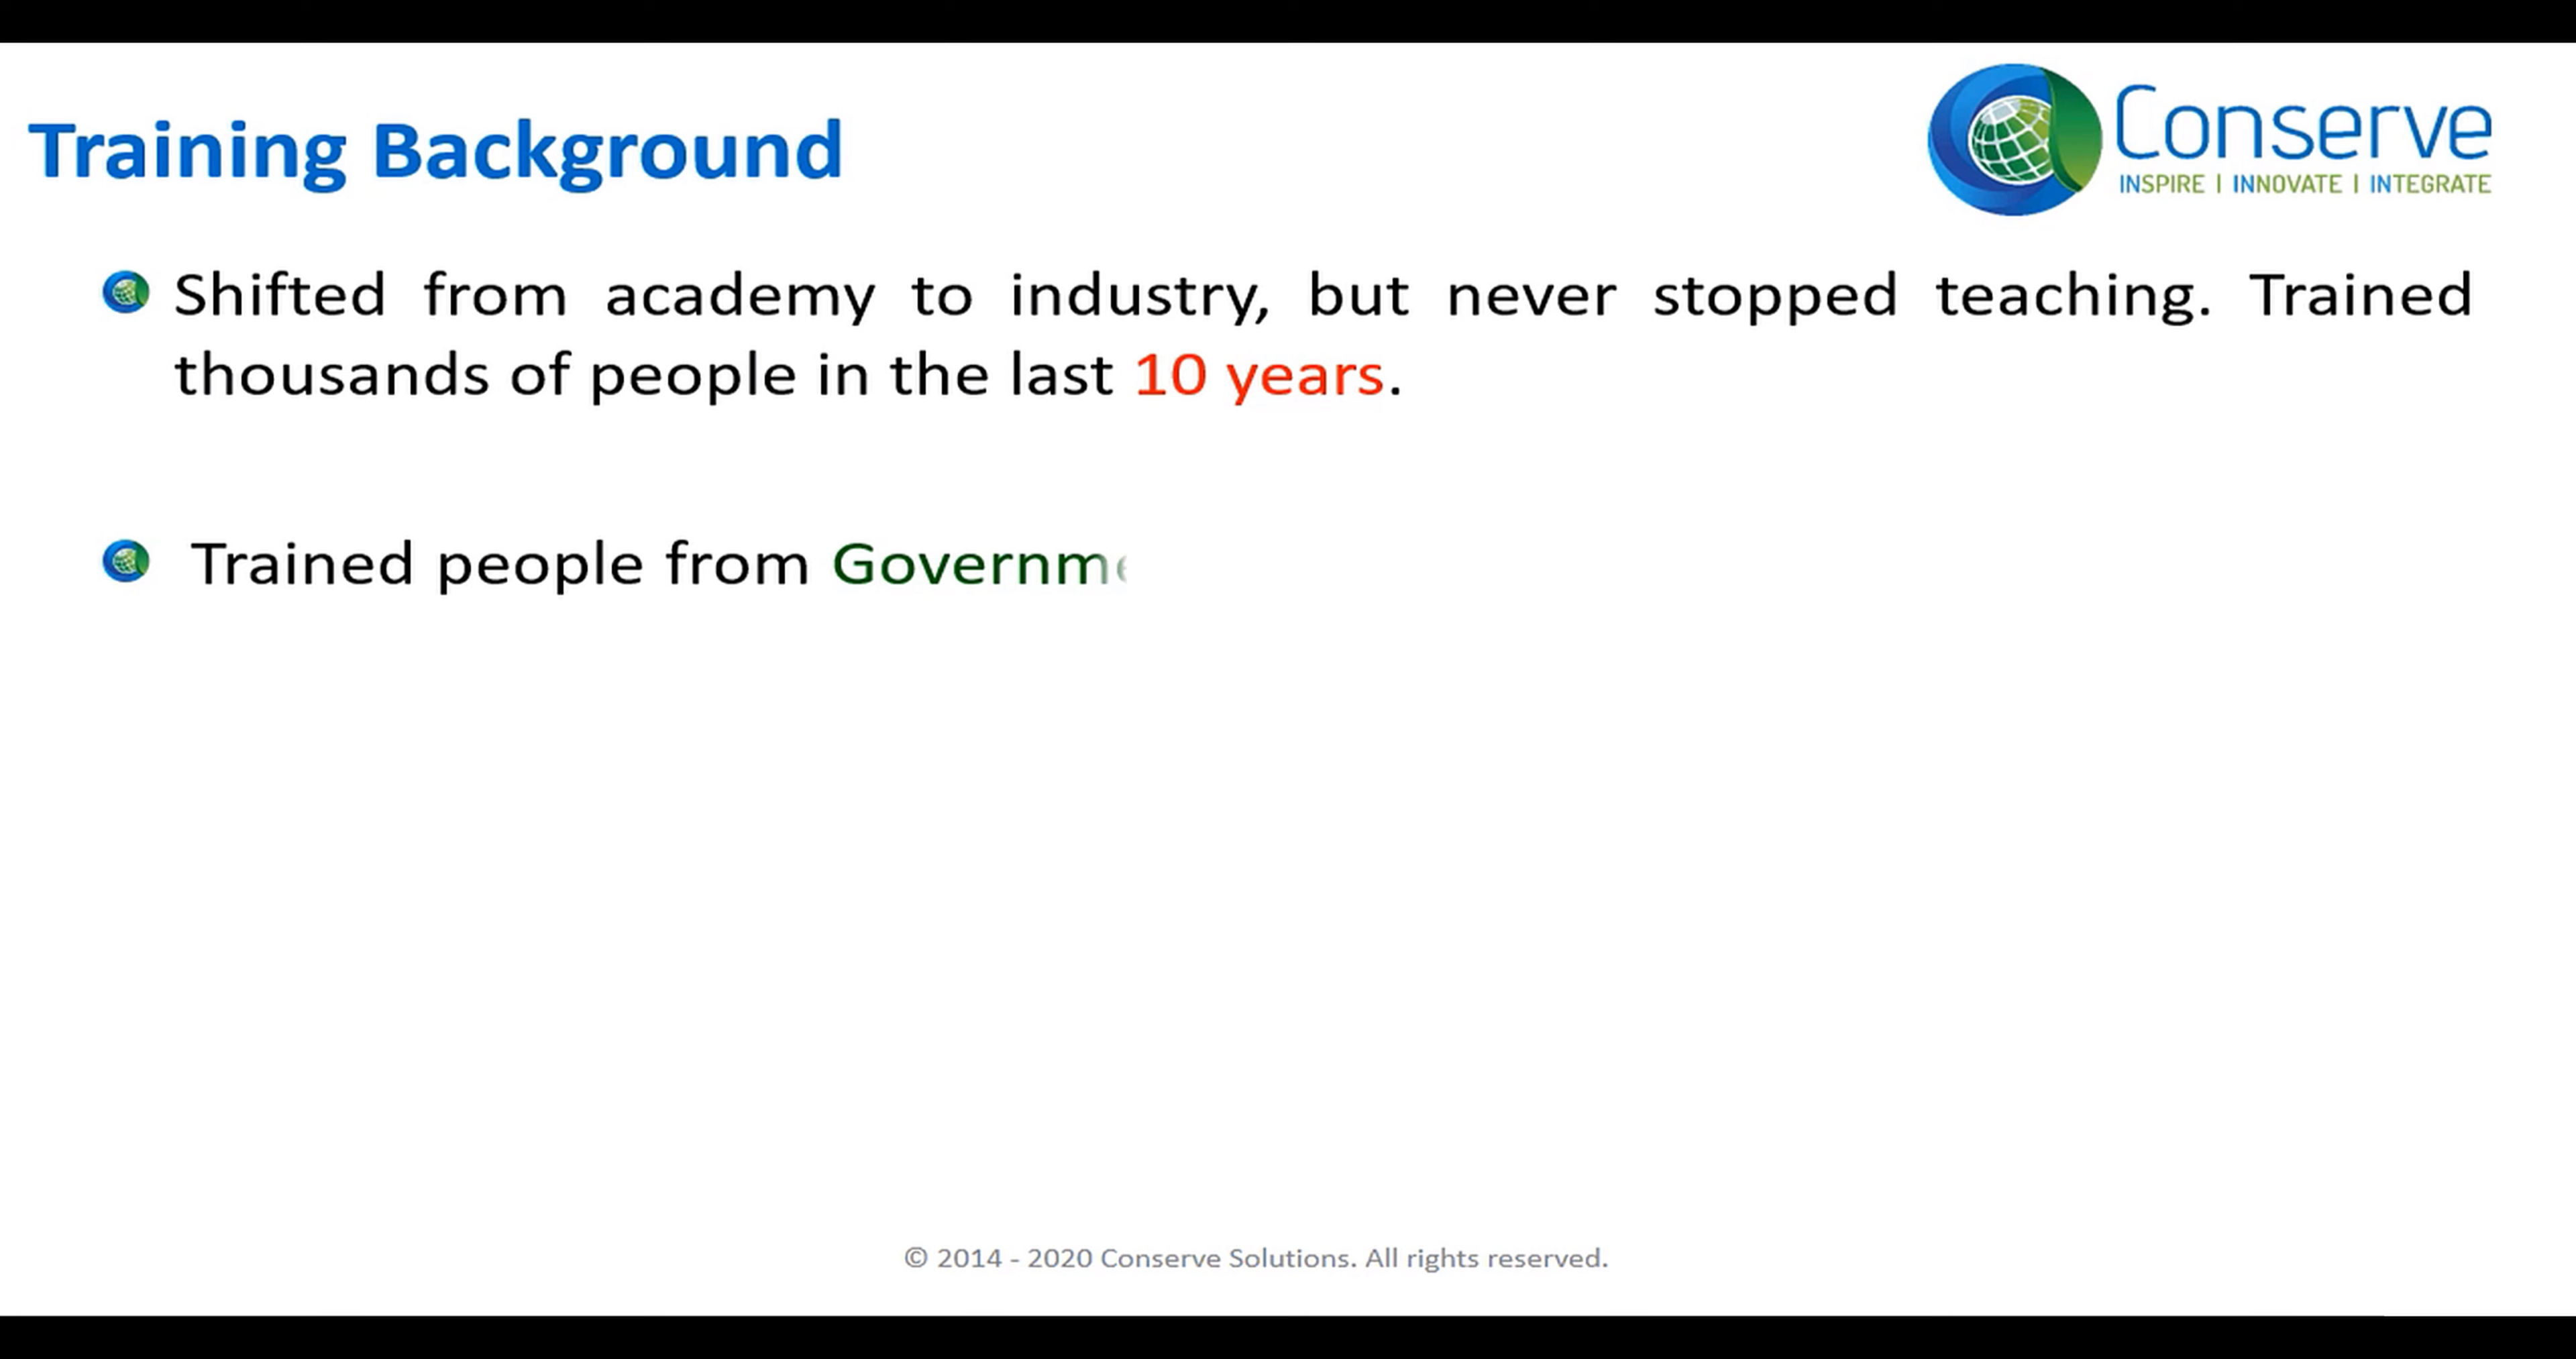 Training Background
Conserve
INSPIRE | INNOVATE | INTEGRATE
Shifted from academy to industry, but never stopped teaching. Trained
thousands of people in the last 10 years.
Trained people from Governm
© 2014 - 2020 Conserve Solutions. All rights reserved.